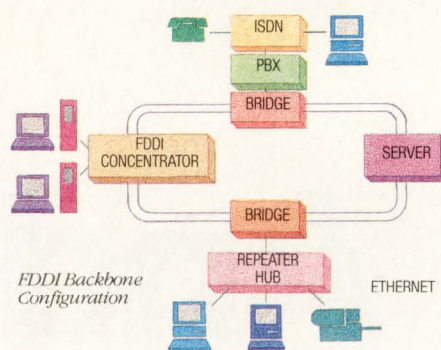 ISDN
PBX
BRIDGE
FDDI
CONCENTRATOR
SERVER
BRIDGE
REPEATER
HUB
ETHERNET
FDDI Backbone
Configuration